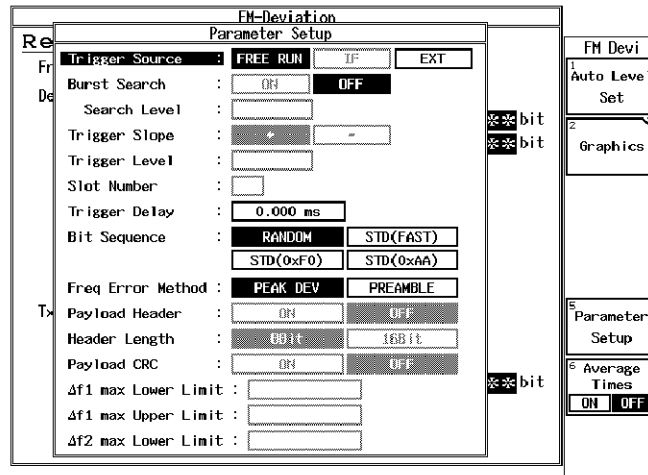 FM-Deviation
Parameter Setup
Re
Fr
De
Trigger Source : FREE RUN IF EXT
Burst Search : ON OFF
Search Level :
Trigger Slope : + -
Trigger Level :
Slot Number :
Trigger Delay : 0.000 ms
Bit Sequence : RANDOM STD(FAST)
STD(0xF0) STD(0xAA)
Freq Error Method : PEAK DEV PREAMBLE
Tx
Payload Header : ON OFF
Header Length : 8Bit 16Bit
Payload CRC : ON OFF
Δf1 max Lower Limit :
Δf1 max Upper Limit :
Δf2 max Lower Limit :
** bit
** bit
** bit
FM Devi
1
Auto Level
Set
2
Graphics
5
Parameter
Setup
6 Average
Times
ON OFF